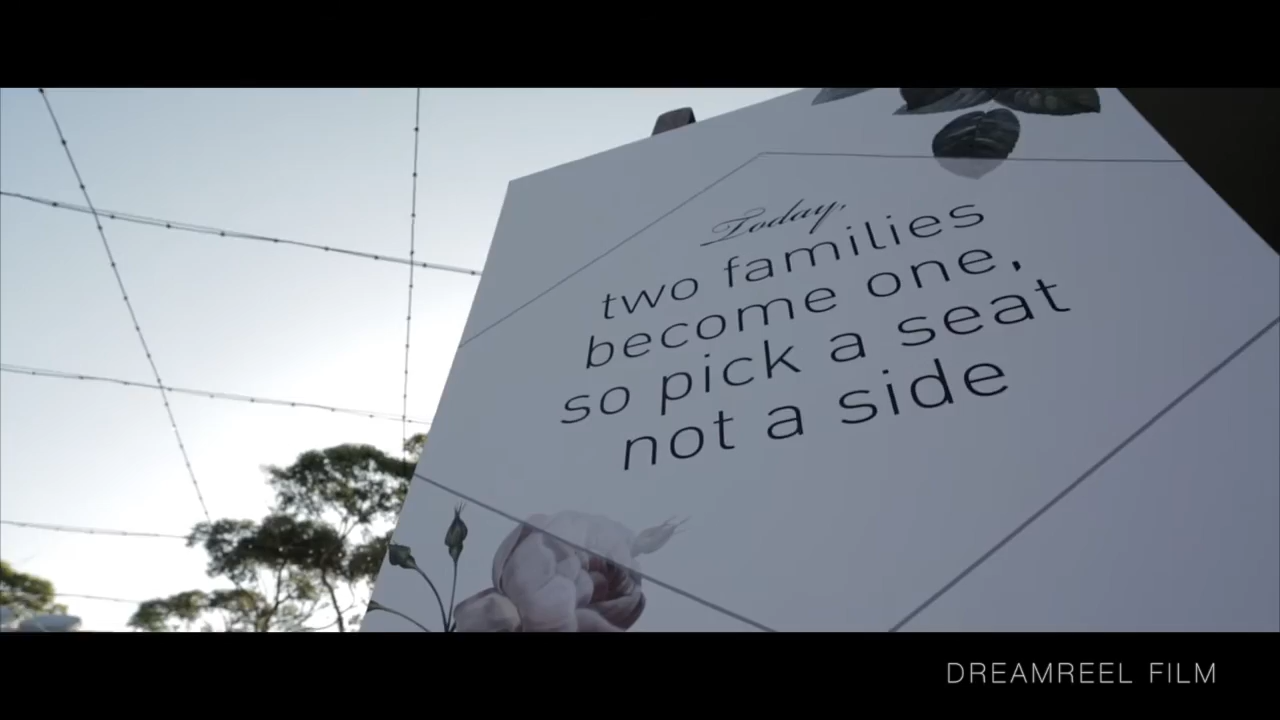 Today,
two families
become one,
so pick a seat
not a side
DREAMREEL FILM